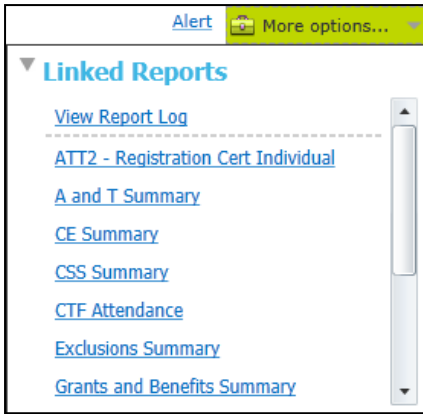 Alert More options...
Linked Reports
View Report Log
ATT2 - Registration Cert Individual
A and T Summary
CE Summary
CSS Summary
CTF Attendance
Exclusions Summary
Grants and Benefits Summary